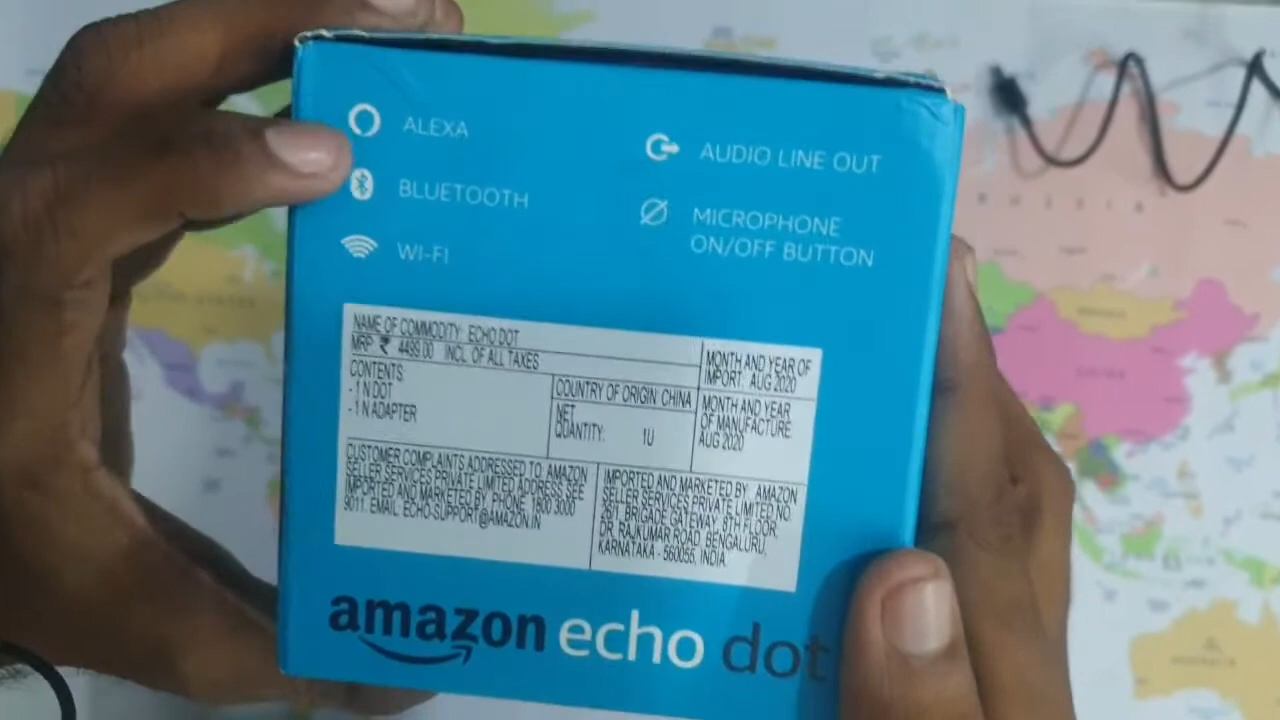 ALEXA
BLUETOOTH
WI-FI
AUDIO LINE OUT
MICROPHONE
ON/OFF BUTTON
NAME OF COMMODITY: ECHO DOT
MRP ₹ 4499.00 INCL OF ALL TAXES
CONTENTS:
- 1 N DOT
- 1 N ADAPTER
COUNTRY OF ORIGIN: CHINA
NET
QUANTITY: 1U
MONTH AND YEAR OF
IMPORT: AUG 2020
MONTH AND YEAR
OF MANUFACTURE:
AUG 2020
CUSTOMER COMPLAINTS ADDRESSED TO: AMAZON
SELLER SERVICES PRIVATE LIMITED ADDRESS: SEE
IMPORTED AND MARKETED BY. PHONE: 1800 3000
9011. EMAIL: ECHO-SUPPORT@AMAZON.IN
IMPORTED AND MARKETED BY: AMAZON
SELLER SERVICES PRIVATE LIMITED NO.
26/1, BRIGADE GATEWAY, 8TH FLOOR,
DR. RAJKUMAR ROAD, BENGALURU,
KARNATAKA - 560055, INDIA
amazon echo dot
RUSSIA
CHINA